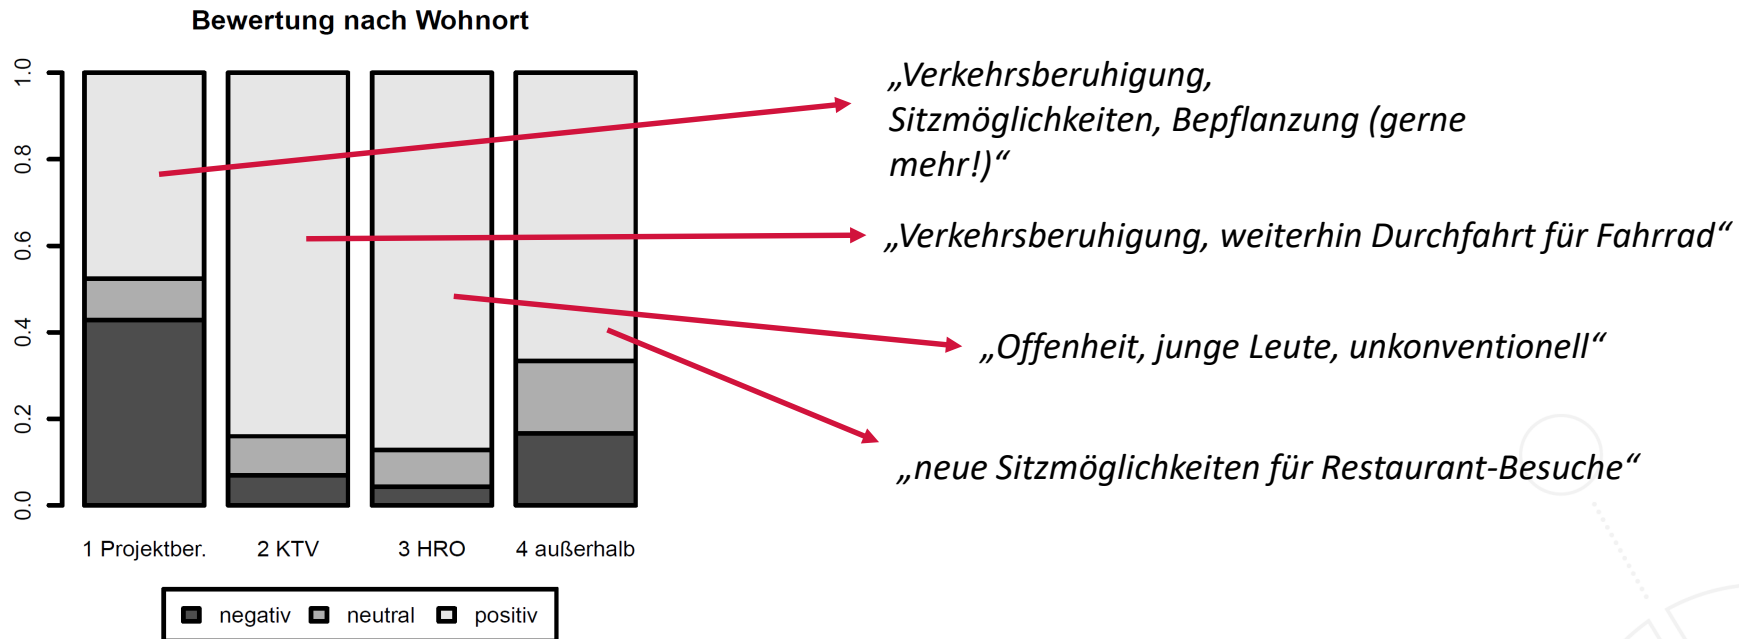 Bewertung nach Wohnort
1.0
0.8
0.6
0.4
0.2
0.0
1 Projektber.
2 KTV
3 HRO
4 außerhalb
negativ
neutral
positiv
„Verkehrsberuhigung,
Sitzmöglichkeiten, Bepflanzung (gerne
mehr!)“
„Verkehrsberuhigung, weiterhin Durchfahrt für Fahrrad“
„Offenheit, junge Leute, unkonventionell“
„neue Sitzmöglichkeiten für Restaurant-Besuche“